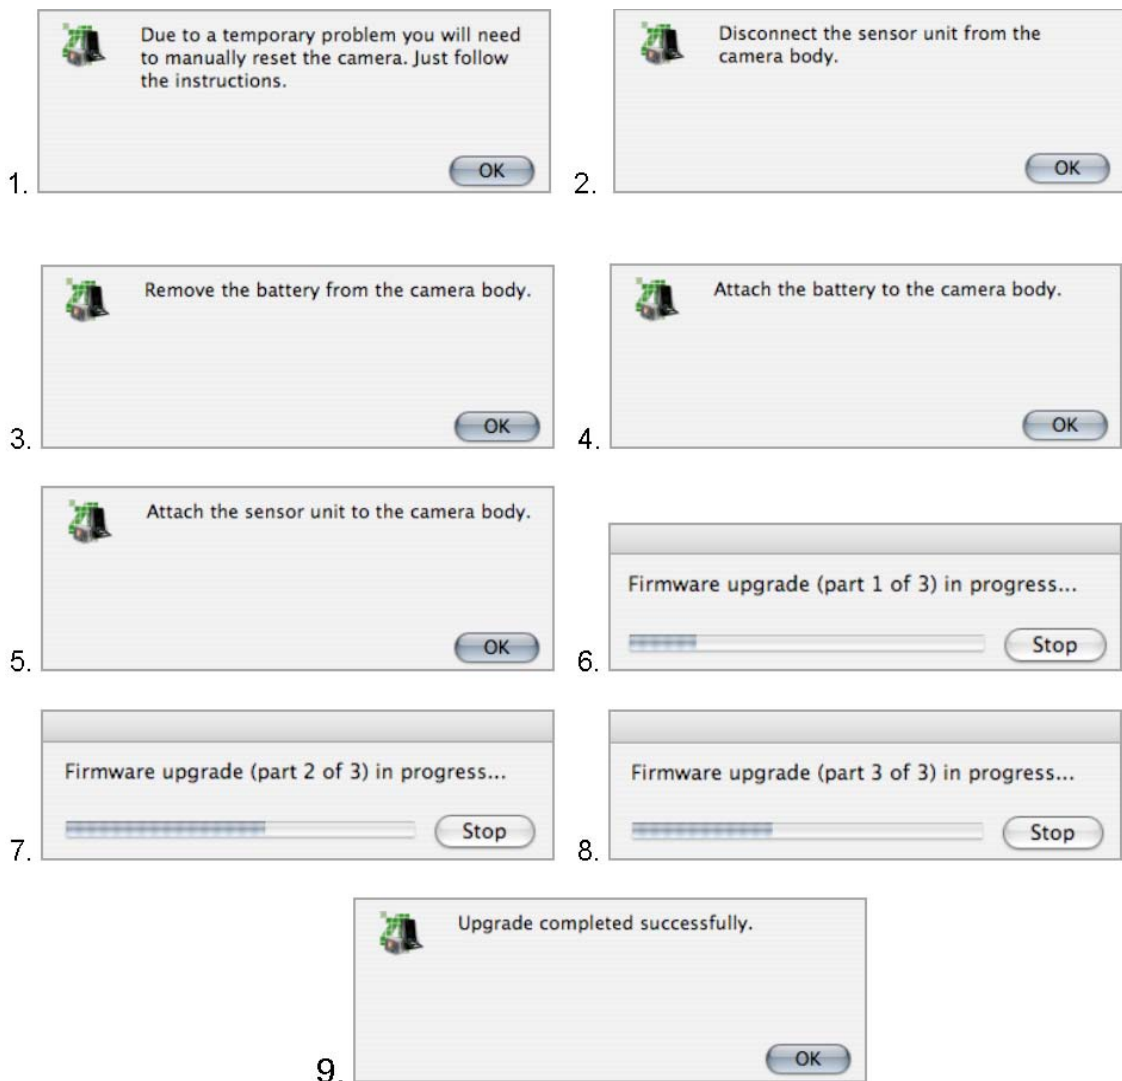 Due to a temporary problem you will need
to manually reset the camera. Just follow
the instructions.
OK
1.
Disconnect the sensor unit from the
camera body.
OK
2.
Remove the battery from the camera body.
OK
3.
Attach the battery to the camera body.
OK
4.
Attach the sensor unit to the camera body.
OK
5.
Firmware upgrade (part 1 of 3) in progress...
Stop
6.
Firmware upgrade (part 2 of 3) in progress...
Stop
7.
Firmware upgrade (part 3 of 3) in progress...
Stop
8.
Upgrade completed successfully.
OK
9.